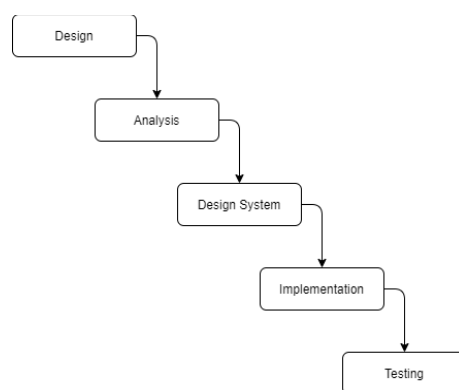 Design
Analysis
Design System
Implementation
Testing